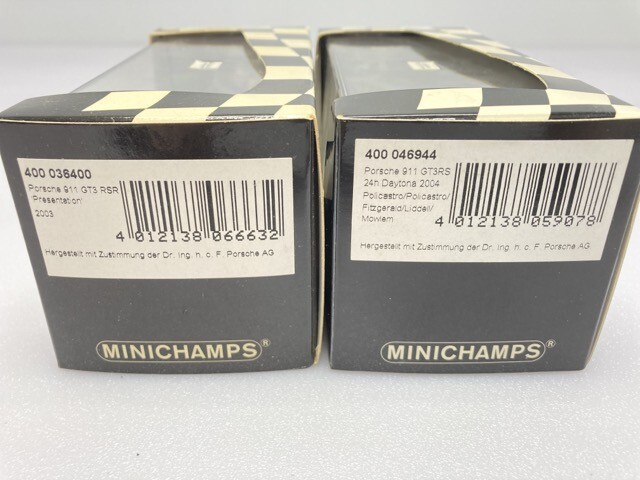 400 036400
Porsche 911 GT3 RSR
'Presentation'
2003
4 012138 066632
Hergestellt mit Zustimmung der Dr. Ing. h. c. F. Porsche AG
MINICHAMPS®
400 046944
Porsche 911 GT3RS
24h Daytona 2004
Policastro/Policastro/
Fitzgerald/Liddell/
Mowlem
4 012138 059078
Hergestellt mit Zustimmung der Dr. Ing. h. c. F. Porsche AG.
MINICHAMPS®